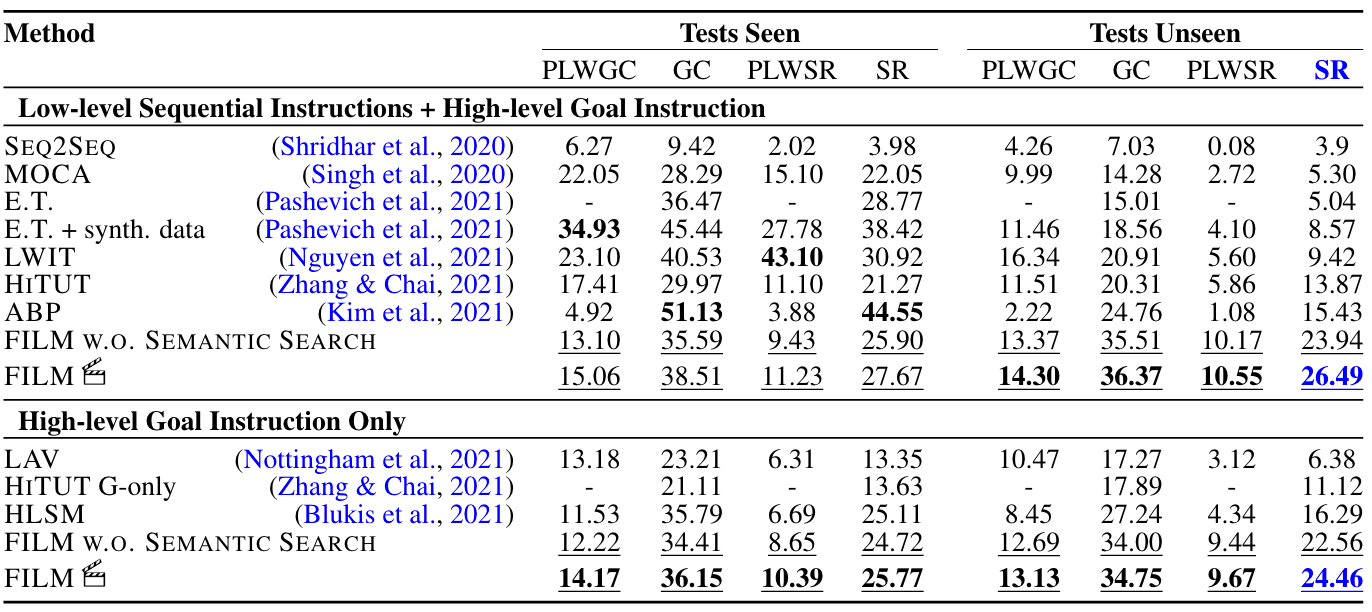 Method Tests Seen Tests Unseen
PLWGC GC PLWSR SR PLWGC GC PLWSR SR
Low-level Sequential Instructions + High-level Goal Instruction
SEQ2SEQ (Shridhar et al., 2020) 6.27 9.42 2.02 3.98 4.26 7.03 0.08 3.9
MOCA (Singh et al., 2020) 22.05 28.29 15.10 22.05 9.99 14.28 2.72 5.30
E.T. (Pashevich et al., 2021) - 36.47 - 28.77 - 15.01 - 5.04
E.T. + synth. data (Pashevich et al., 2021) 34.93 45.44 27.78 38.42 11.46 18.56 4.10 8.57
LWIT (Nguyen et al., 2021) 23.10 40.53 43.10 30.92 16.34 20.91 5.60 9.42
HITUT (Zhang & Chai, 2021) 17.41 29.97 11.10 21.27 11.51 20.31 5.86 13.87
ABP (Kim et al., 2021) 4.92 51.13 3.88 44.55 2.22 24.76 1.08 15.43
FILM W.O. SEMANTIC SEARCH 13.10 35.59 9.43 25.90 13.37 35.51 10.17 23.94
FILM 15.06 38.51 11.23 27.67 14.30 36.37 10.55 26.49
High-level Goal Instruction Only
LAV (Nottingham et al., 2021) 13.18 23.21 6.31 13.35 10.47 17.27 3.12 6.38
HITUT G-only (Zhang & Chai, 2021) - 21.11 - 13.63 - 17.89 - 11.12
HLSM (Blukis et al., 2021) 11.53 35.79 6.69 25.11 8.45 27.24 4.34 16.29
FILM W.O. SEMANTIC SEARCH 12.22 34.41 8.65 24.72 12.69 34.00 9.44 22.56
FILM 14.17 36.15 10.39 25.77 13.13 34.75 9.67 24.46